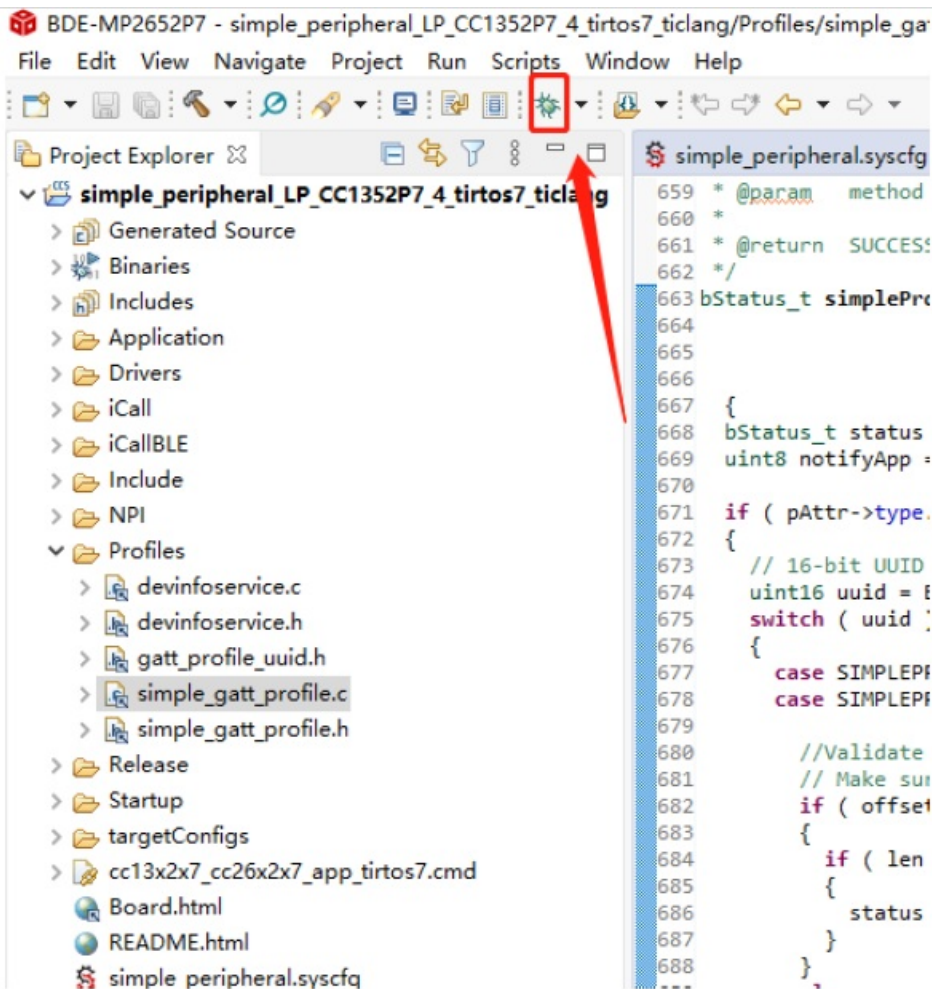 BDE-MP2652P7 - simple_peripheral_LP_CC1352P7_4_tirtos7_ticlang/Profiles/simple_ga
File Edit View Navigate Project Run Scripts Window Help
Project Explorer
simple_peripheral.syscfg
simple_peripheral_LP_CC1352P7_4_tirtos7_ticlang
Generated Source
Binaries
Includes
Application
Drivers
iCall
iCallBLE
Include
NPI
Profiles
devinfoservice.c
devinfoservice.h
gatt_profile_uuid.h
simple_gatt_profile.c
simple_gatt_profile.h
Release
Startup
targetConfigs
cc13x2x7_cc26x2x7_app_tirtos7.cmd
Board.html
README.html
simple_peripheral.syscfg
659 * @param method
660 *
661 * @return SUCCESS
662 */
663 bStatus_t simplePro
664
665
666
667 {
668 bStatus_t status
669 uint8 notifyApp =
670
671 if ( pAttr->type.
672 {
673 // 16-bit UUID
674 uint16 uuid =
675 switch ( uuid )
676 {
677 case SIMPLEP
678 case SIMPLEP
679
680 //Validate
681 // Make sur
682 if ( offset
683 {
684 if ( len
685 {
686 status
687 }
688 }